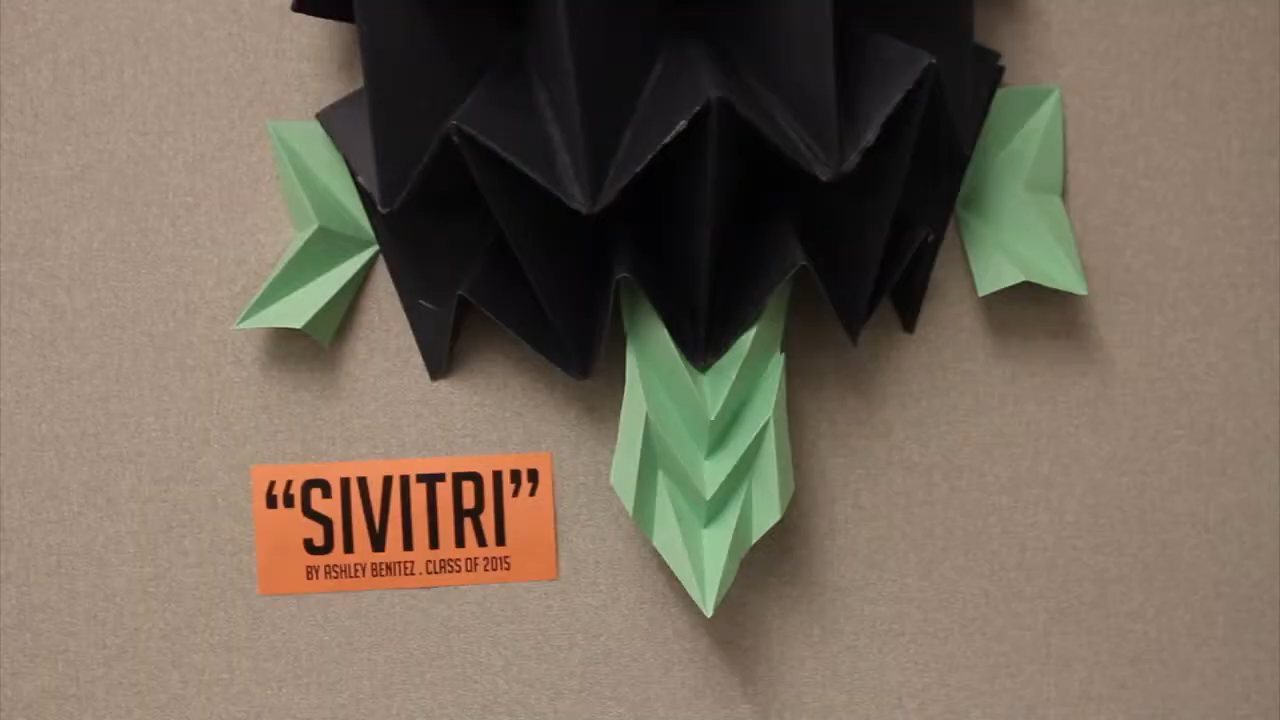 “SIVITRI”
BY ASHLEY BENITEZ . CLASS OF 2015